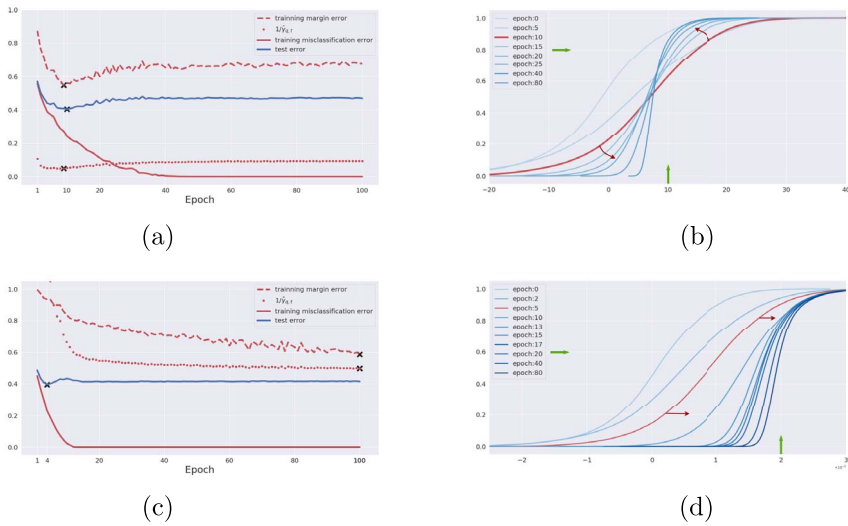 trainning margin error
1/γ̂q,τ
training misclassification error
test error
1.0
0.8
0.6
0.4
0.2
0.0
1 10 20 40 60 80 100
Epoch
(a)
epoch:0
epoch:5
epoch:10
epoch:15
epoch:20
epoch:25
epoch:40
epoch:80
1.0
0.8
0.6
0.4
0.2
0.0
−20 −10 0 10 20 30 40
(b)
trainning margin error
1/γ̂q,τ
training misclassification error
test error
1.0
0.8
0.6
0.4
0.2
0.0
1 4 20 40 60 80 100
Epoch
(c)
epoch:0
epoch:2
epoch:5
epoch:10
epoch:13
epoch:15
epoch:17
epoch:20
epoch:40
epoch:80
1.0
0.8
0.6
0.4
0.2
0.0
−2 −1 0 1 2 3
(d)